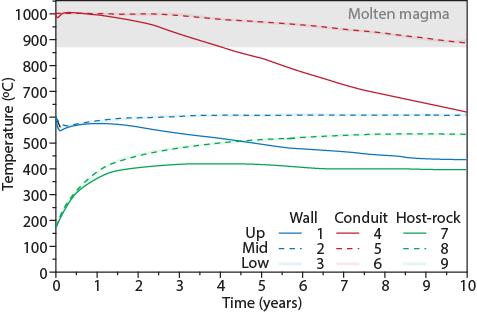 1000
900
800
700
600
500
400
300
200
100
0
Temperature (ºC)
Molten magma
Wall Conduit Host-rock
Up 1 4 7
Mid 2 5 8
Low 3 6 9
0 1 2 3 4 5 6 7 8 9 10
Time (years)